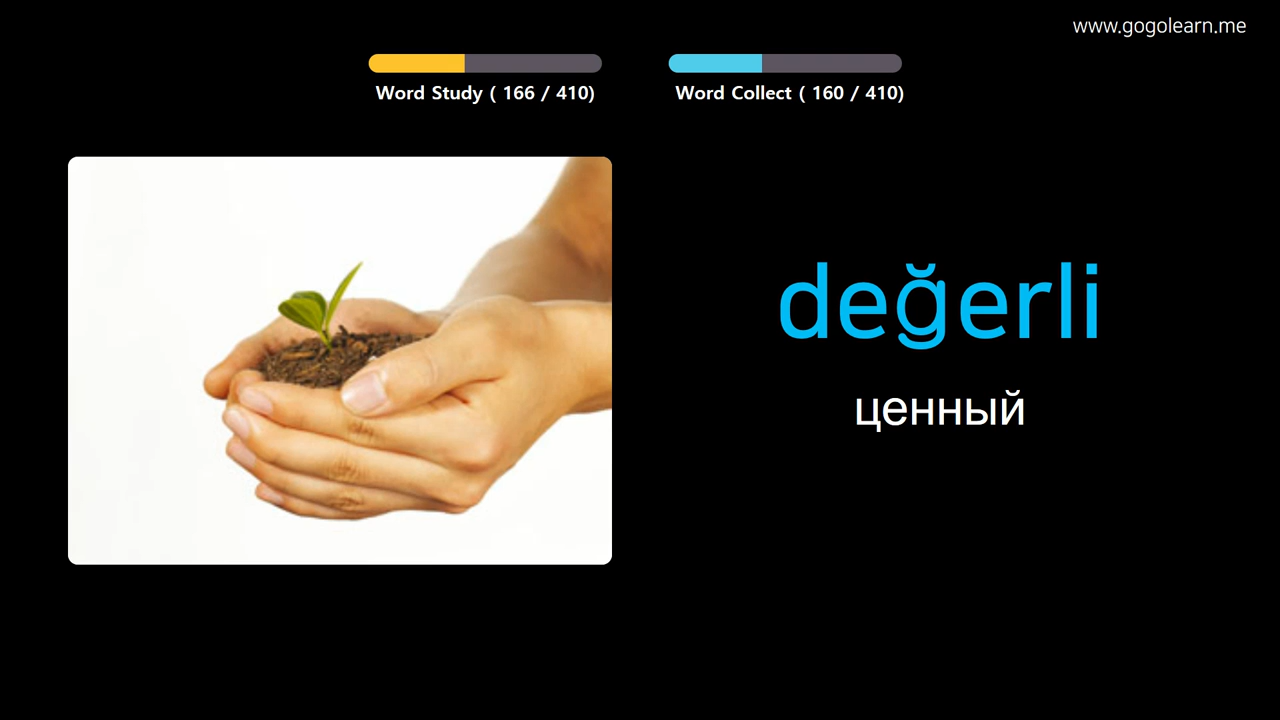 www.gogolearn.me
Word Study ( 166 / 410)
Word Collect ( 160 / 410)
değerli
ценный